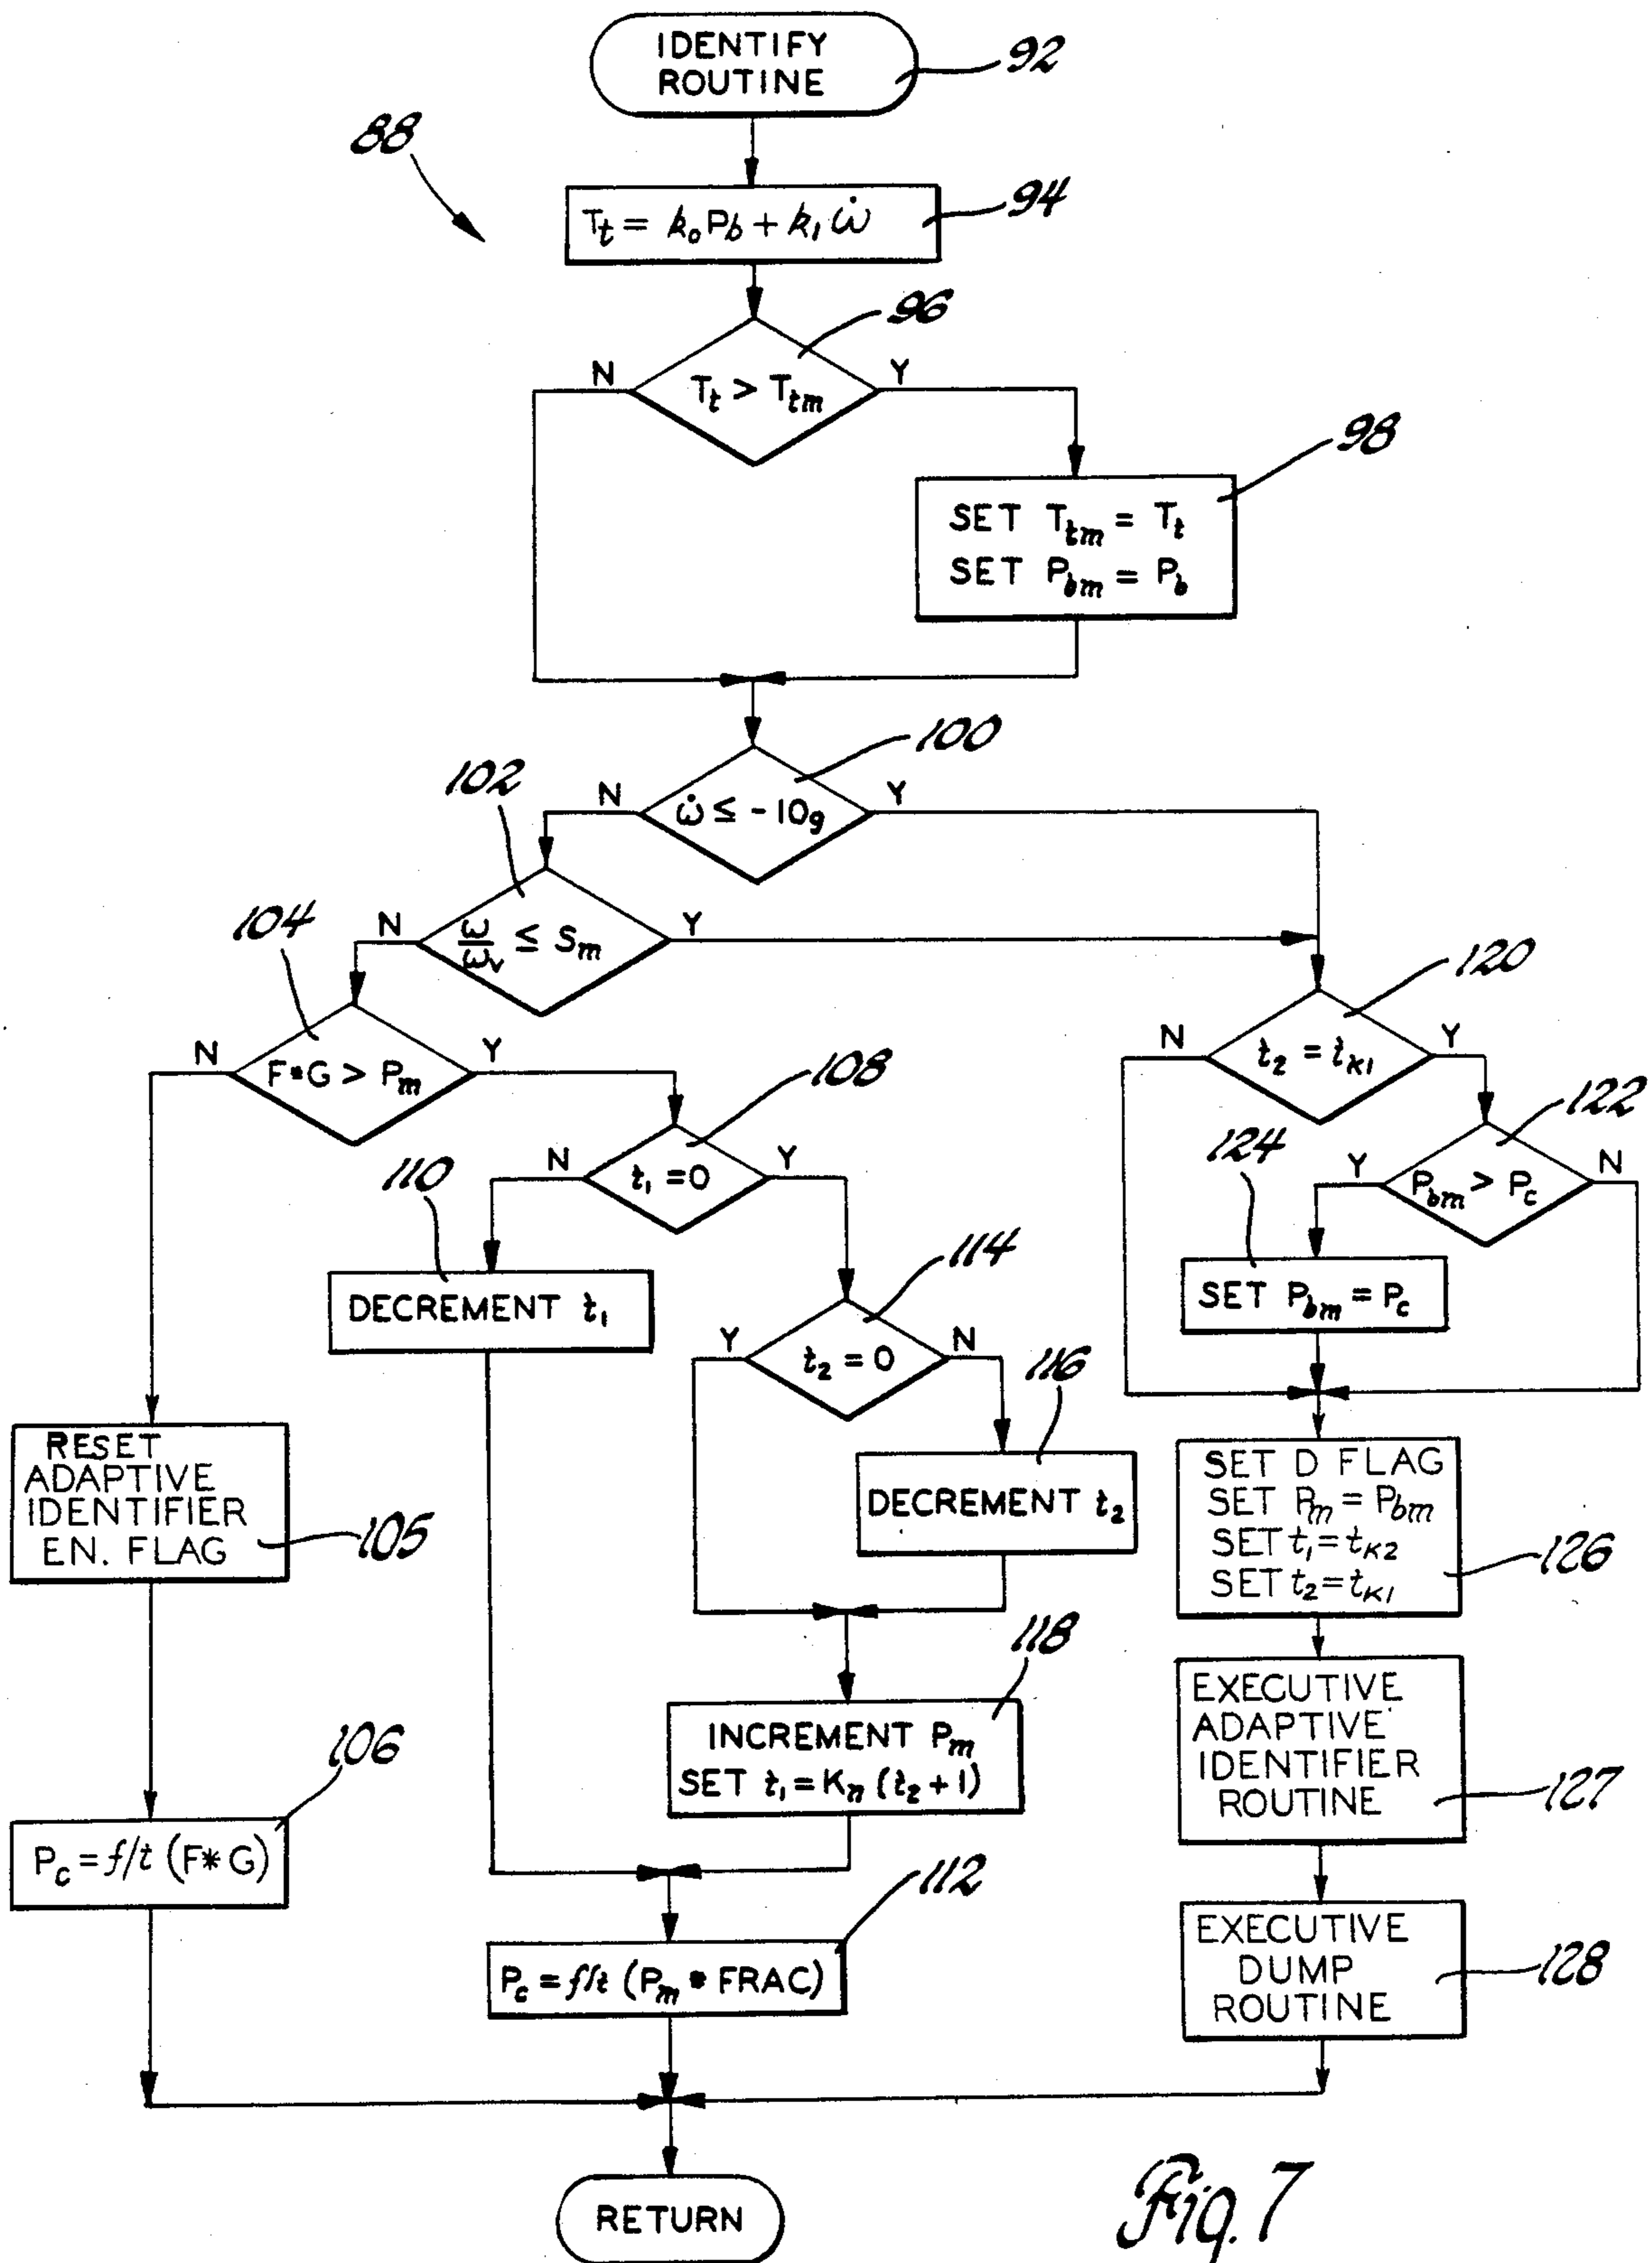 IDENTIFY
ROUTINE
92
88
94
Tt = k₀Pb + k₁ω̇
96
N
Y
Tt > Ttm
98
SET Ttm = Tt
SET Pbm = Pb
100
102
N
Y
ω̇ ≤ -10g
104
N
Y
ω/ωv ≤ Sm
120
N
Y
F*G > Pm
N
Y
t₂ = tK1
108
122
124
110
N
Y
t₁ = 0
Y
N
Pbm > Pc
114
DECREMENT t₁
SET Pbm = Pc
Y
N
t₂ = 0
116
RESET
ADAPTIVE
IDENTIFIER
EN. FLAG
105
DECREMENT t₂
SET D FLAG
SET Pm = Pbm
SET t₁ = tK2
SET t₂ = tK1
126
118
INCREMENT Pm
SET t₁ = Kn (t₂ + 1)
EXECUTIVE
ADAPTIVE
IDENTIFIER
ROUTINE
127
106
Pc = f/t (F*G)
112
Pc = f/t (Pm * FRAC)
EXECUTIVE
DUMP
ROUTINE
128
RETURN
Fig. 7